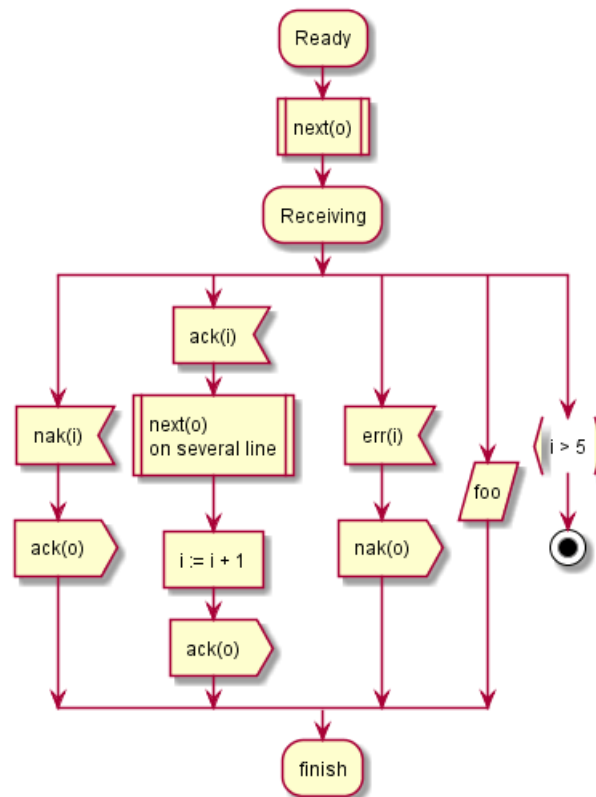 Ready
next(o)
Receiving
nak(i)
ack(o)
ack(i)
next(o)
on several line
i := i + 1
ack(o)
err(i)
nak(o)
foo
i > 5
finish